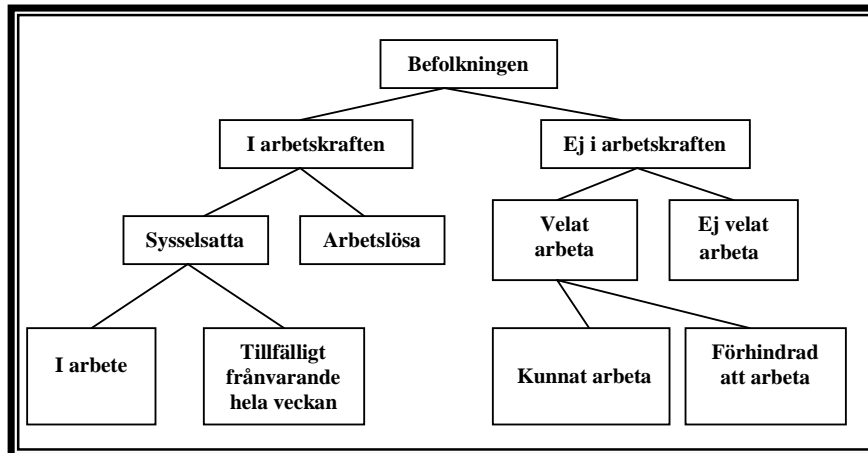 Befolkningen
I arbetskraften
Ej i arbetskraften
Sysselsatta
Arbetslösa
Velat
arbeta
Ej velat
arbeta
I arbete
Tillfälligt
frånvarande
hela veckan
Kunnat arbeta
Förhindrad
att arbeta